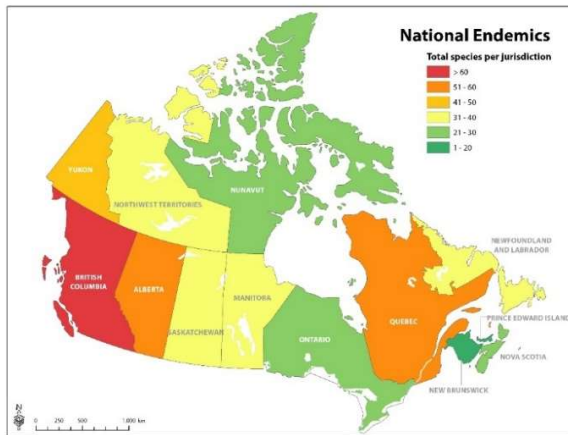 National Endemics
Total species per jurisdiction
> 60
51 - 60
41 - 50
31 - 40
21 - 30
1 - 20
YUKON
NORTHWEST TERRITORIES
NUNAVUT
BRITISH
COLUMBIA
ALBERTA
SASKATCHEWAN
MANITOBA
ONTARIO
QUEBEC
NEWFOUNDLAND
AND LABRADOR
PRINCE EDWARD ISLAND
NOVA SCOTIA
NEW BRUNSWICK
0 250 500 1,000 km